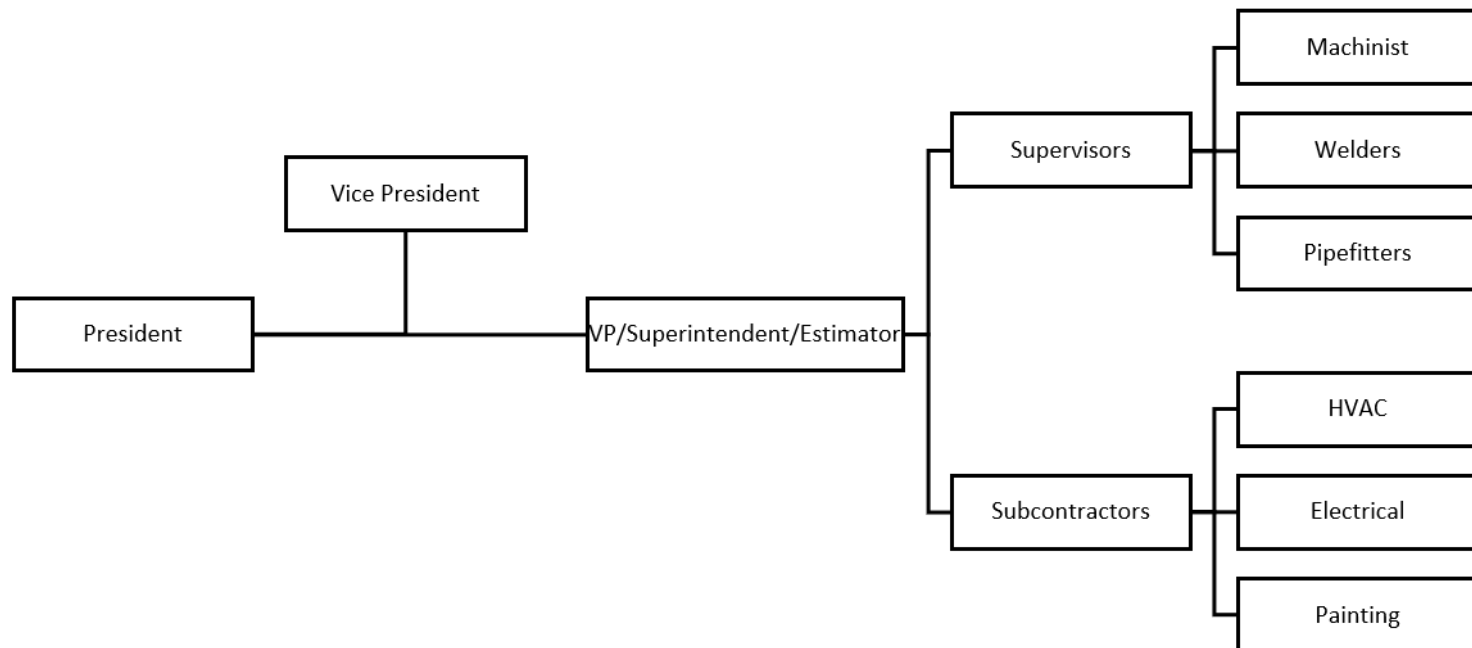 Machinist
Supervisors
Welders
Vice President
Pipefitters
President
VP/Superintendent/Estimator
HVAC
Subcontractors
Electrical
Painting